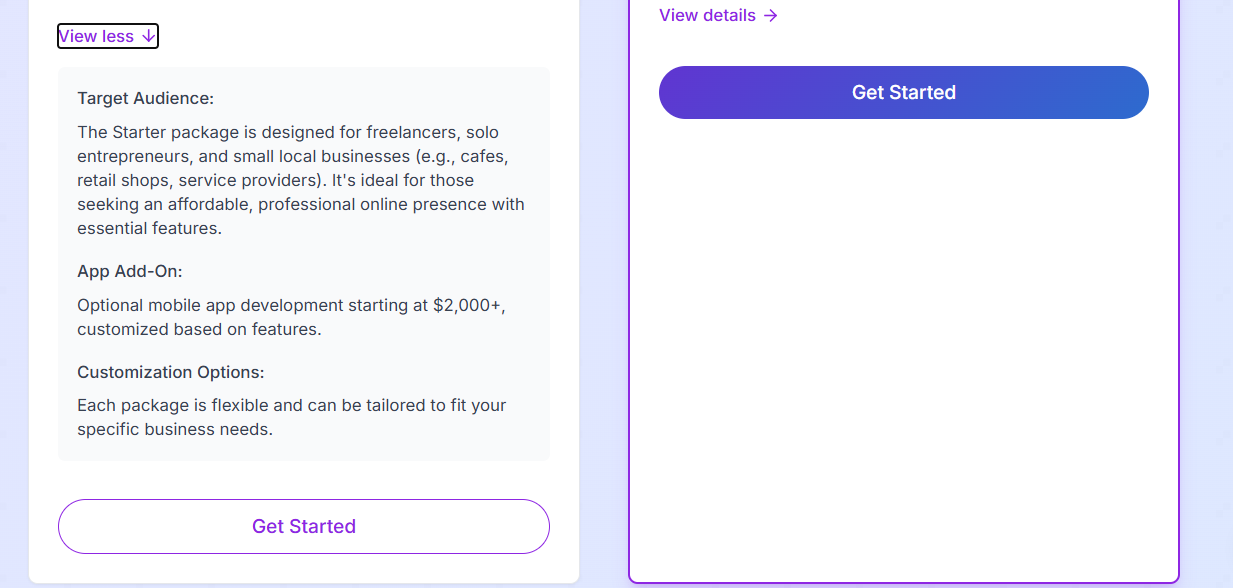 View less ↓
Target Audience:
The Starter package is designed for freelancers, solo
entrepreneurs, and small local businesses (e.g., cafes,
retail shops, service providers). It's ideal for those
seeking an affordable, professional online presence with
essential features.
App Add-On:
Optional mobile app development starting at $2,000+,
customized based on features.
Customization Options:
Each package is flexible and can be tailored to fit your
specific business needs.
Get Started
View details →
Get Started